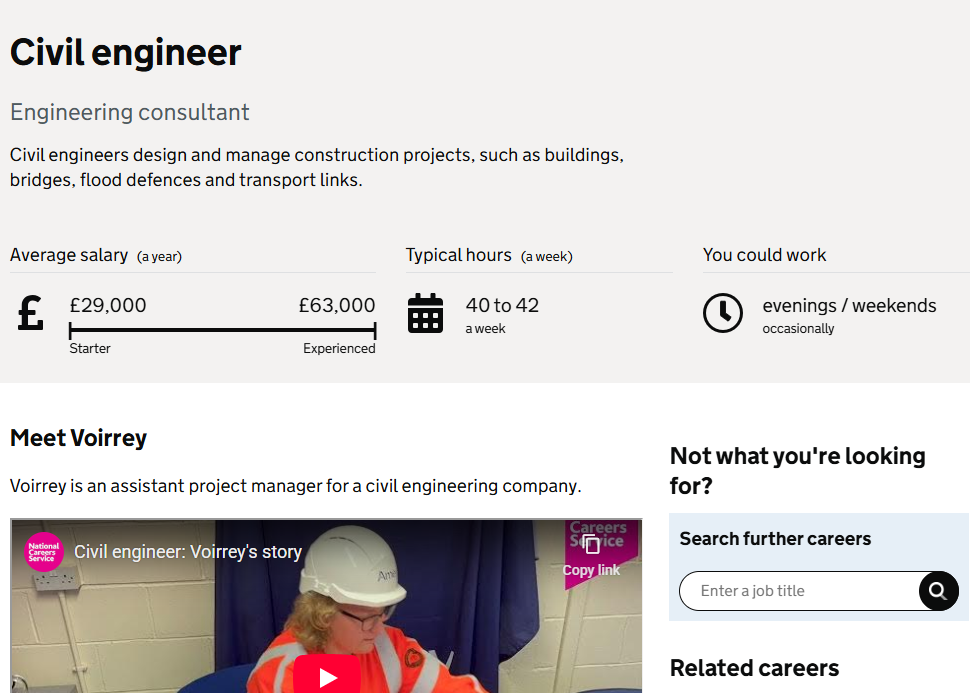 Civil engineer
Engineering consultant
Civil engineers design and manage construction projects, such as buildings,
bridges, flood defences and transport links.
Average salary (a year)
£
£29,000 £63,000
Starter Experienced
Typical hours (a week)
40 to 42
a week
You could work
evenings / weekends
occasionally
Meet Voirrey
Voirrey is an assistant project manager for a civil engineering company.
National
Careers
Service
Civil engineer: Voirrey's story
Careers
Service
Copy link
Not what you're looking
for?
Search further careers
Enter a job title
Related careers